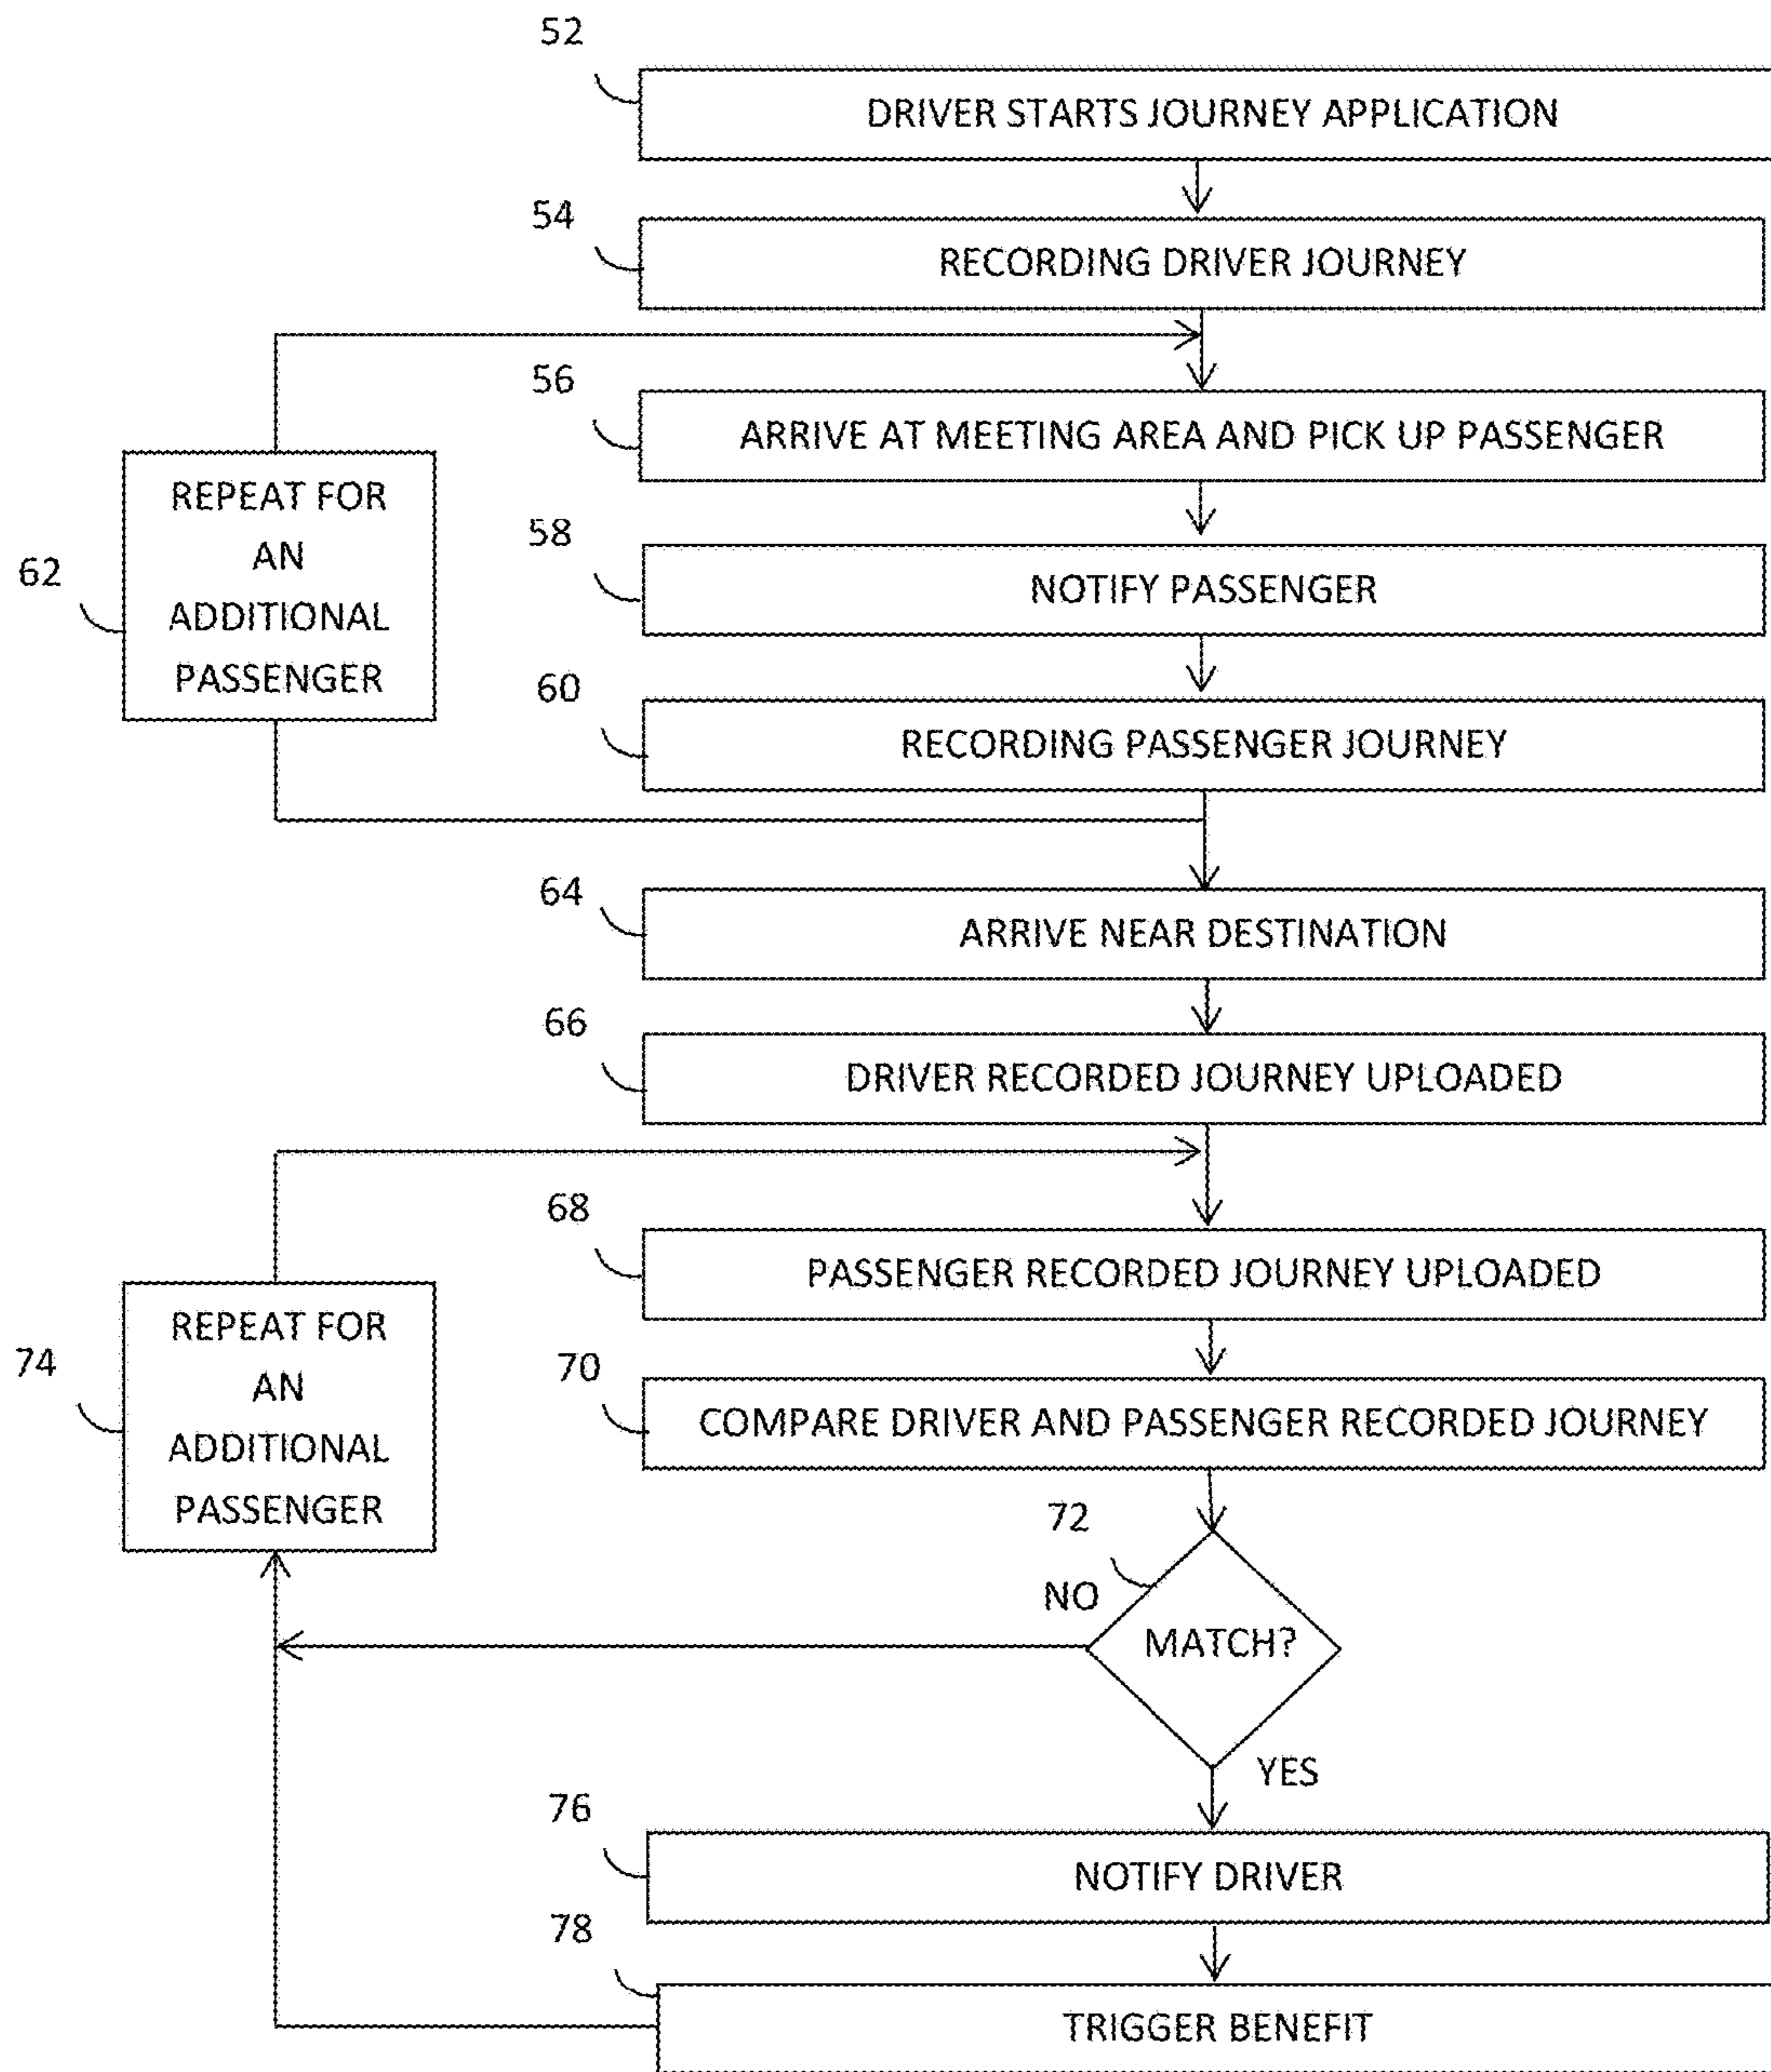 52
DRIVER STARTS JOURNEY APPLICATION
54
RECORDING DRIVER JOURNEY
56
ARRIVE AT MEETING AREA AND PICK UP PASSENGER
REPEAT FOR
AN
ADDITIONAL
PASSENGER
62
58
NOTIFY PASSENGER
60
RECORDING PASSENGER JOURNEY
64
ARRIVE NEAR DESTINATION
66
DRIVER RECORDED JOURNEY UPLOADED
68
PASSENGER RECORDED JOURNEY UPLOADED
REPEAT FOR
AN
ADDITIONAL
PASSENGER
74
70
COMPARE DRIVER AND PASSENGER RECORDED JOURNEY
72
NO
MATCH?
YES
76
NOTIFY DRIVER
78
TRIGGER BENEFIT